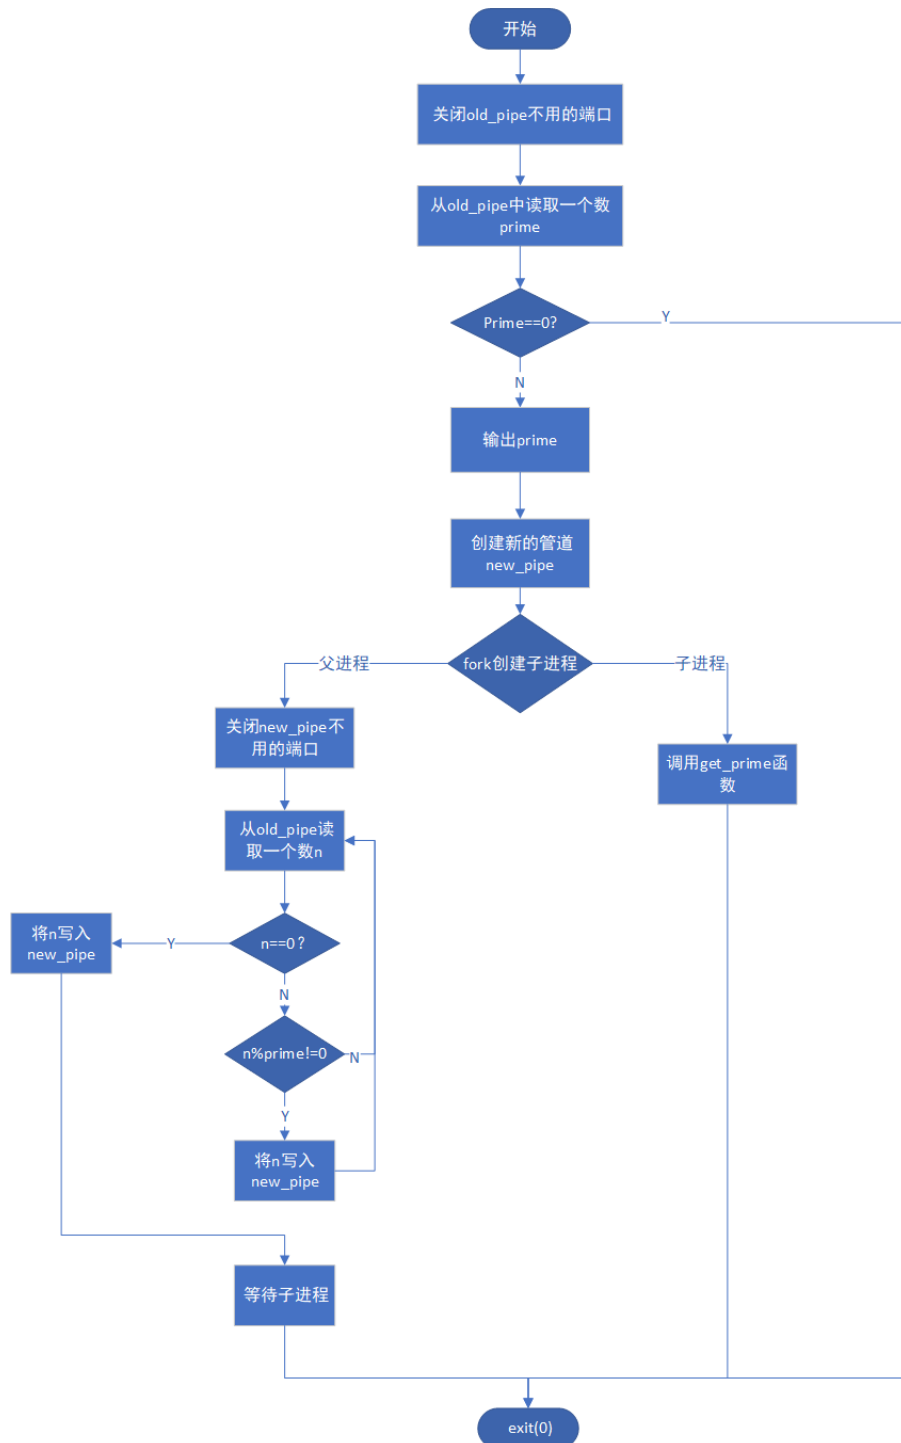 开始
关闭old_pipe不用的端口
从old_pipe中读取一个数
prime
Prime==0?
Y
N
输出prime
创建新的管道
new_pipe
fork创建子进程
父进程
子进程
关闭new_pipe不
用的端口
调用get_prime函
数
从old_pipe读
取一个数n
n==0?
Y
将n写入
new_pipe
N
n%prime!=0
N
Y
将n写入
new_pipe
等待子进程
exit(0)